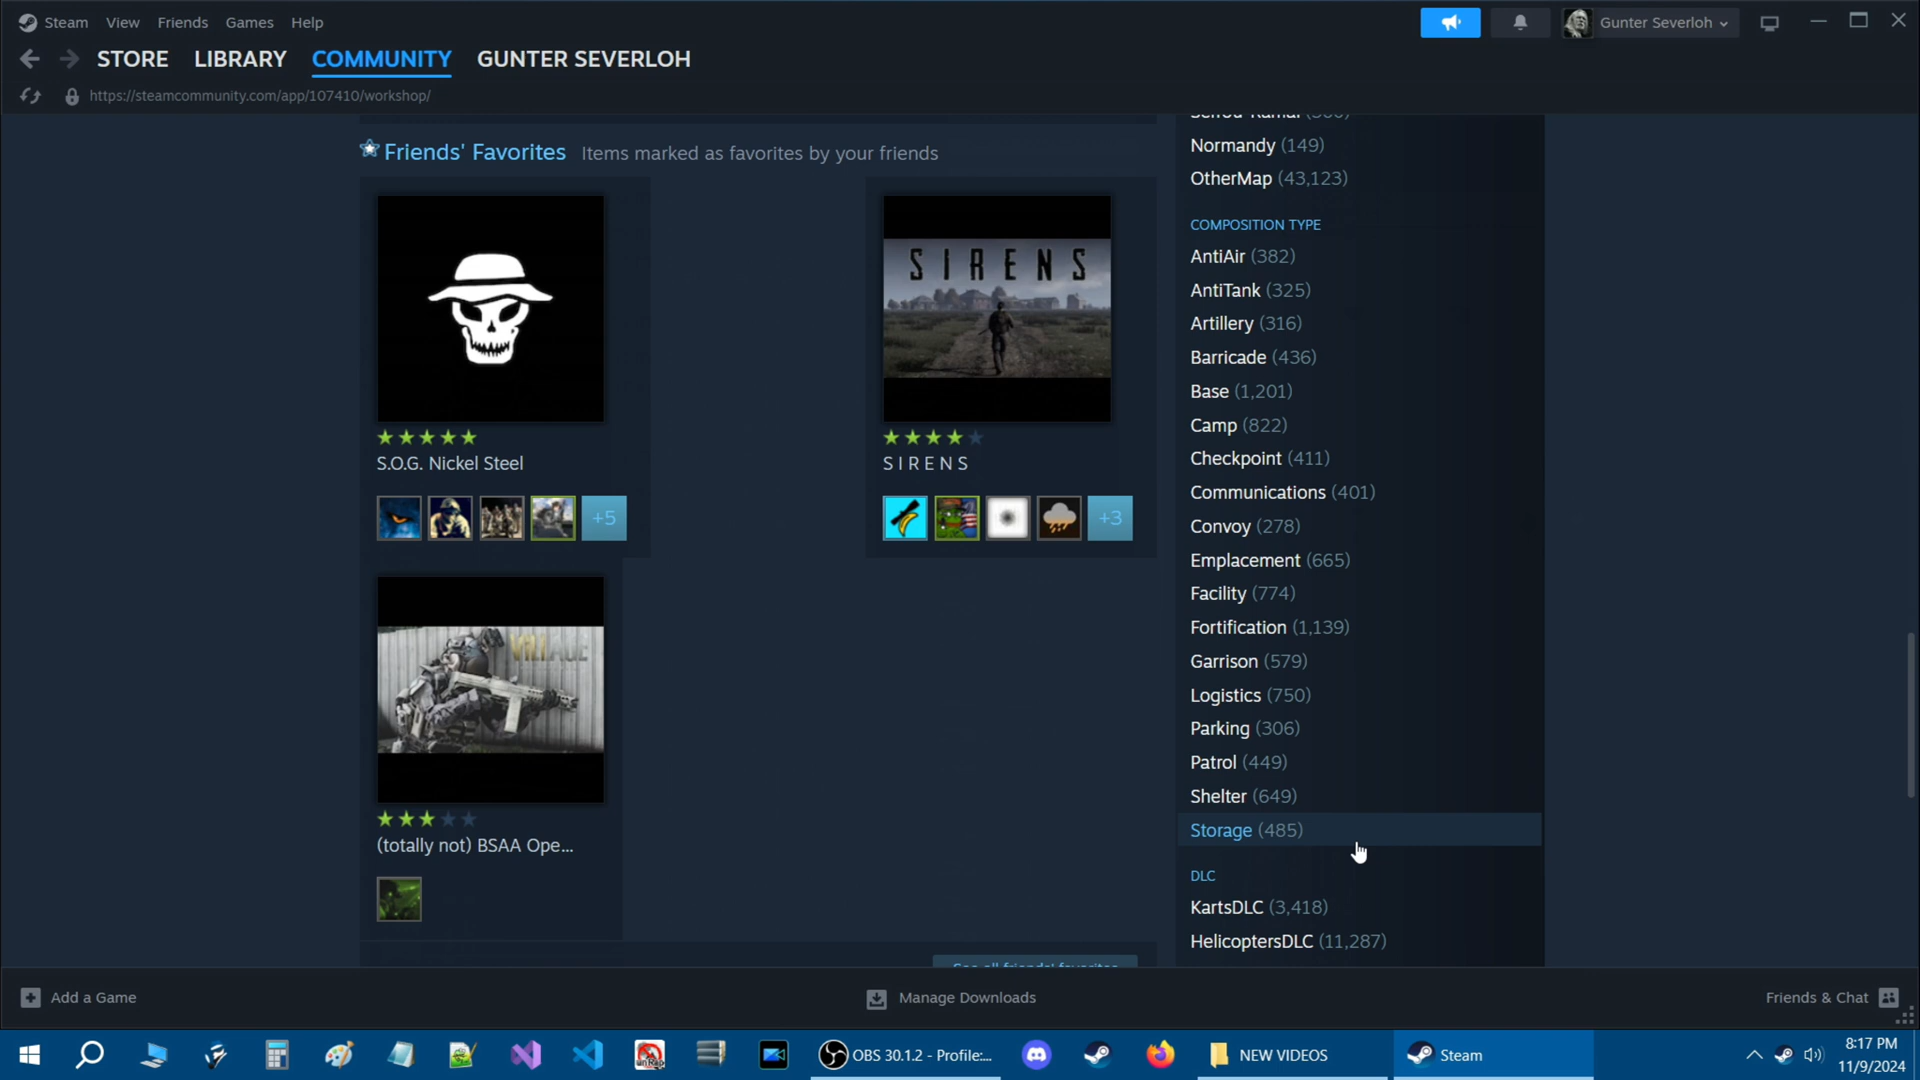 Steam View Friends Games Help
Gunter Severloh
STORE LIBRARY COMMUNITY GUNTER SEVERLOH
https://steamcommunity.com/app/107410/workshop/
Friends' Favorites Items marked as favorites by your friends
SIRENS
S.O.G. Nickel Steel
S I R E N S
+5
+3
VILLAGE
(totally not) BSAA Ope...
See all friends' favorites
Normandy (149)
OtherMap (43,123)
COMPOSITION TYPE
AntiAir (382)
AntiTank (325)
Artillery (316)
Barricade (436)
Base (1,201)
Camp (822)
Checkpoint (411)
Communications (401)
Convoy (278)
Emplacement (665)
Facility (774)
Fortification (1,139)
Garrison (579)
Logistics (750)
Parking (306)
Patrol (449)
Shelter (649)
Storage (485)
DLC
KartsDLC (3,418)
HelicoptersDLC (11,287)
Add a Game
Manage Downloads
Friends & Chat
OBS 30.1.2 - Profile:...
NEW VIDEOS
Steam
8:17 PM
11/9/2024